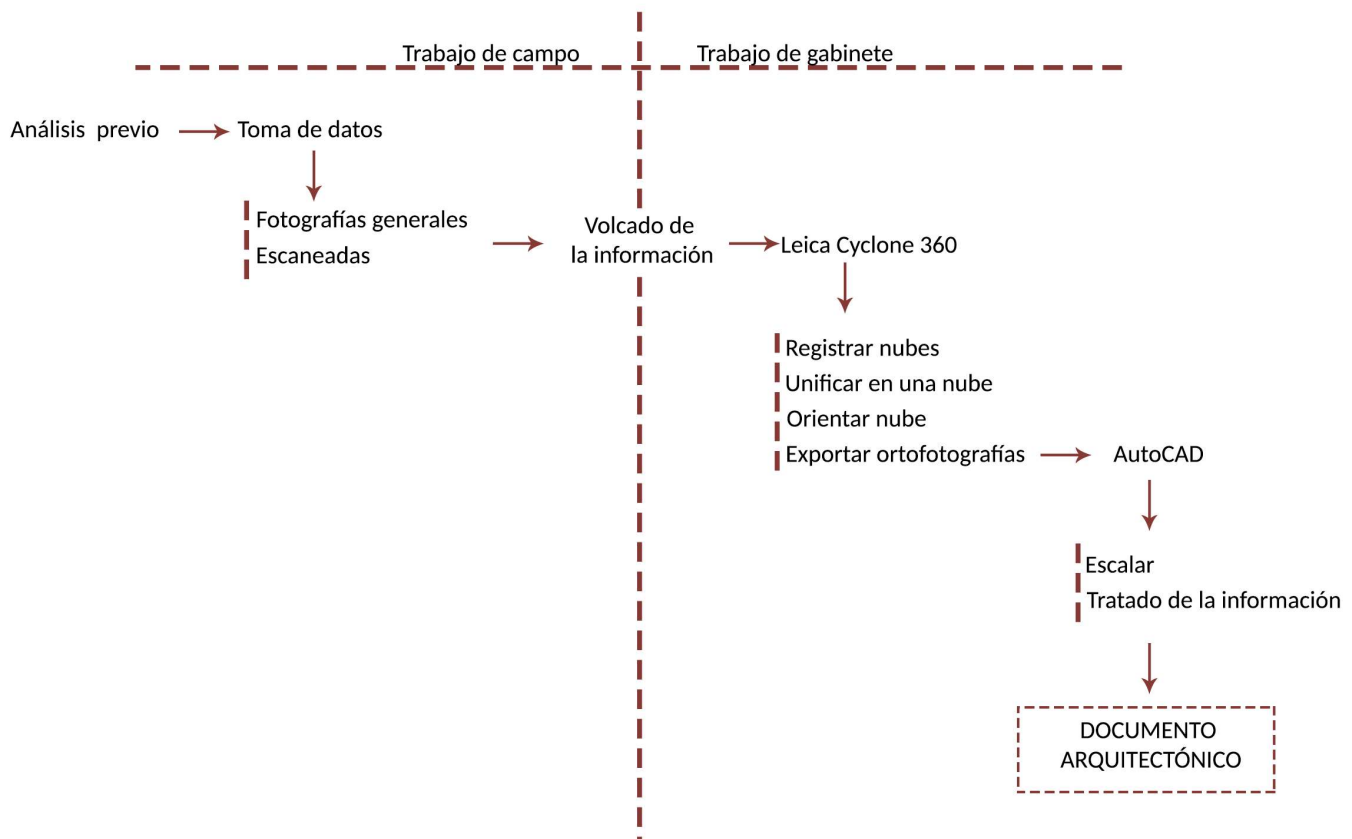 Trabajo de campo
Trabajo de gabinete
Análisis previo
Toma de datos
Fotografías generales
Escaneadas
Volcado de
la información
Leica Cyclone 360
Registrar nubes
Unificar en una nube
Orientar nube
Exportar ortofotografías
AutoCAD
Escalar
Tratado de la información
DOCUMENTO
ARQUITECTÓNICO